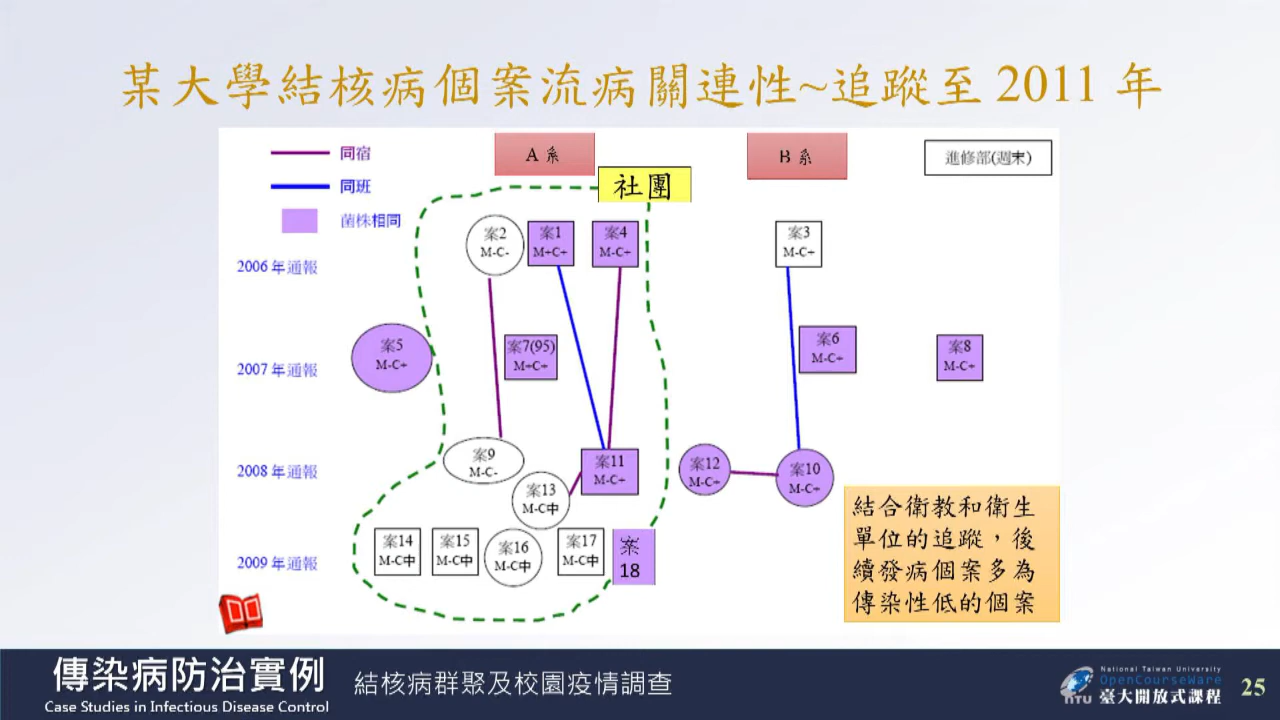 某大學結核病個案流病關連性~追蹤至 2011 年
同宿
同班
菌株相同
A 系
B 系
進修部(週末)
社團
2006 年通報
案2
M-C-
案1
M+C+
案4
M-C+
案3
M-C+
2007 年通報
案5
M-C+
案7(95)
M+C+
案6
M-C+
案8
M-C+
2008 年通報
案9
M-C-
案11
M-C+
案12
M-C+
案10
M-C+
案13
M-C中
2009 年通報
案14
M-C中
案15
M-C中
案16
M-C中
案17
M-C中
案
18
結合衛教和衛生
單位的追蹤，後
續發病個案多為
傳染性低的個案
傳染病防治實例
Case Studies in Infectious Disease Control
結核病群聚及校園疫情調查
National Taiwan University
OpenCourseWare
臺大開放式課程
NTU
25